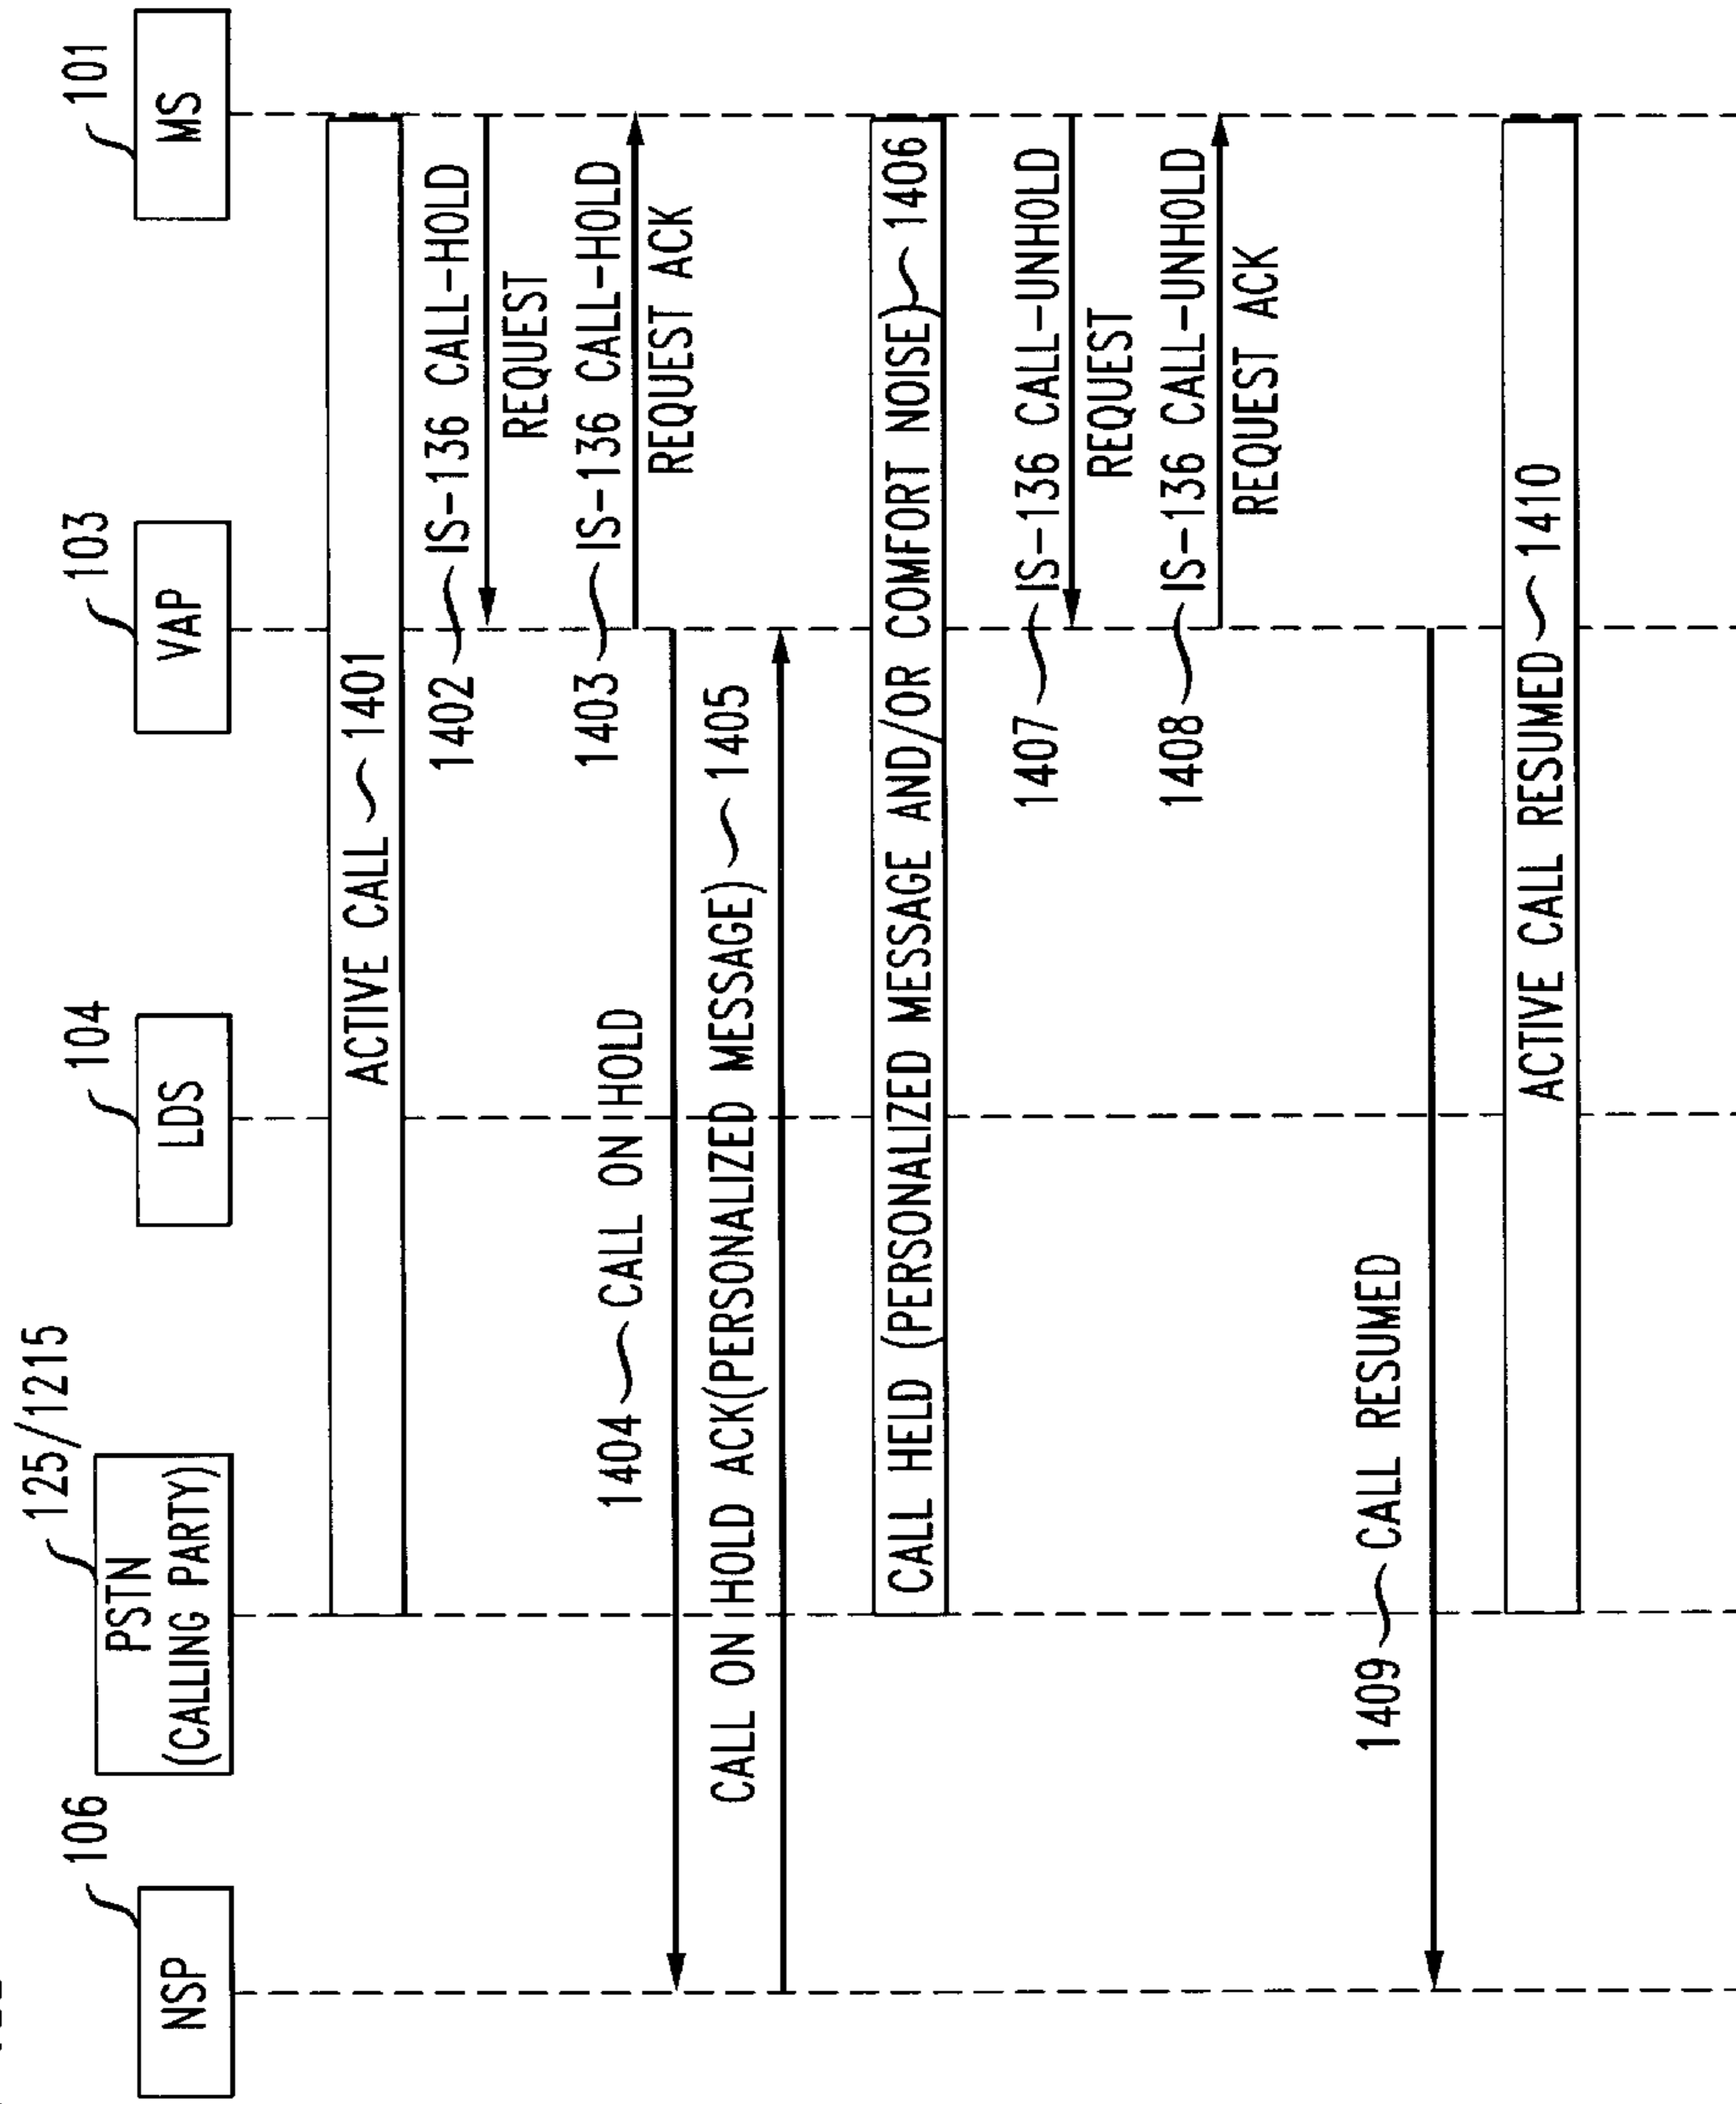 NSP
106
PSTN
(CALLING PARTY)
125/1215
LDS
104
VAP
103
MS
101
ACTIVE CALL 1401
1402 IS-136 CALL-HOLD
REQUEST
1403 IS-136 CALL-HOLD
REQUEST ACK
1404 CALL ON HOLD
CALL ON HOLD ACK(PERSONALIZED MESSAGE) 1405
CALL HELD (PERSONALIZED MESSAGE AND/OR COMFORT NOISE) 1406
1407 IS-136 CALL-UNHOLD
REQUEST
1408 IS-136 CALL-UNHOLD
REQUEST ACK
1409 CALL RESUMED
ACTIVE CALL RESUMED 1410